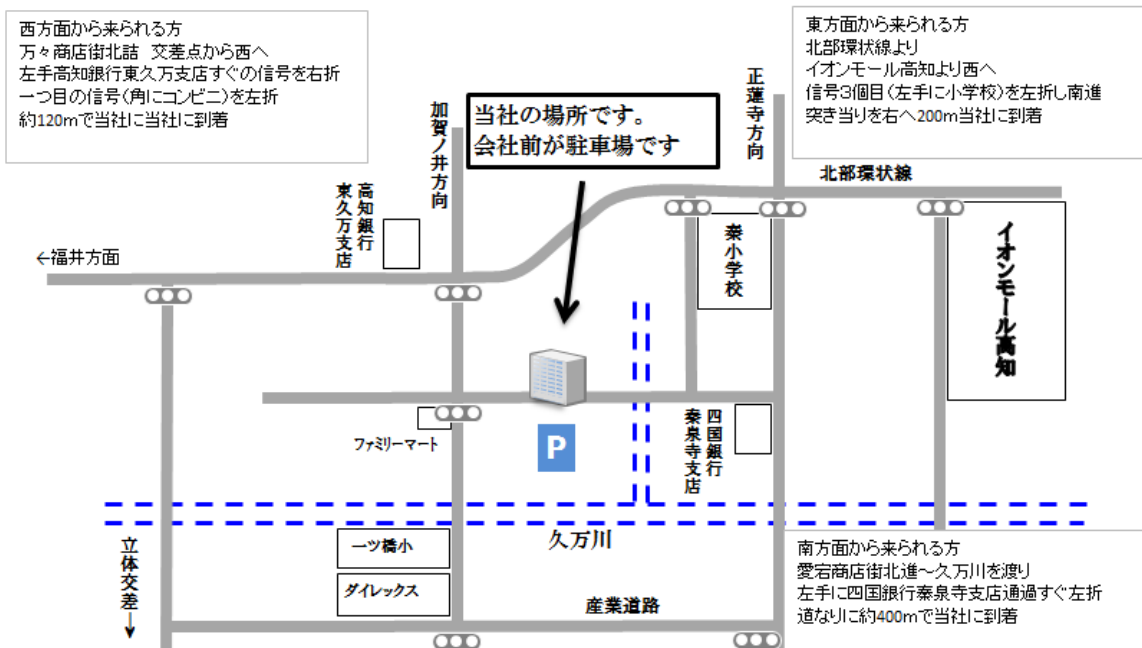 西方面から来られる方
万々商店街北詰　交差点から西へ
左手高知銀行東久万支店すぐの信号を右折
一つ目の信号(角にコンビニ)を左折
約120mで当社に当社に到着
東方面から来られる方
北部環状線より
イオンモール高知より西へ
信号3個目(左手に小学校)を左折し南進
突き当りを右へ200m当社に到着
加賀ノ井方向
当社の場所です。
会社前が駐車場です
正蓮寺方向
北部環状線
高知銀行
東久万支店
←福井方面
秦小学校
イオンモール高知
ファミリーマート
P
四国銀行
秦泉寺支店
久万川
一ツ橋小
ダイレックス
産業道路
立体交差→
南方面から来られる方
愛宕商店街北進~久万川を渡り
左手に四国銀行秦泉寺支店通過すぐ左折
道なりに約400mで当社に到着